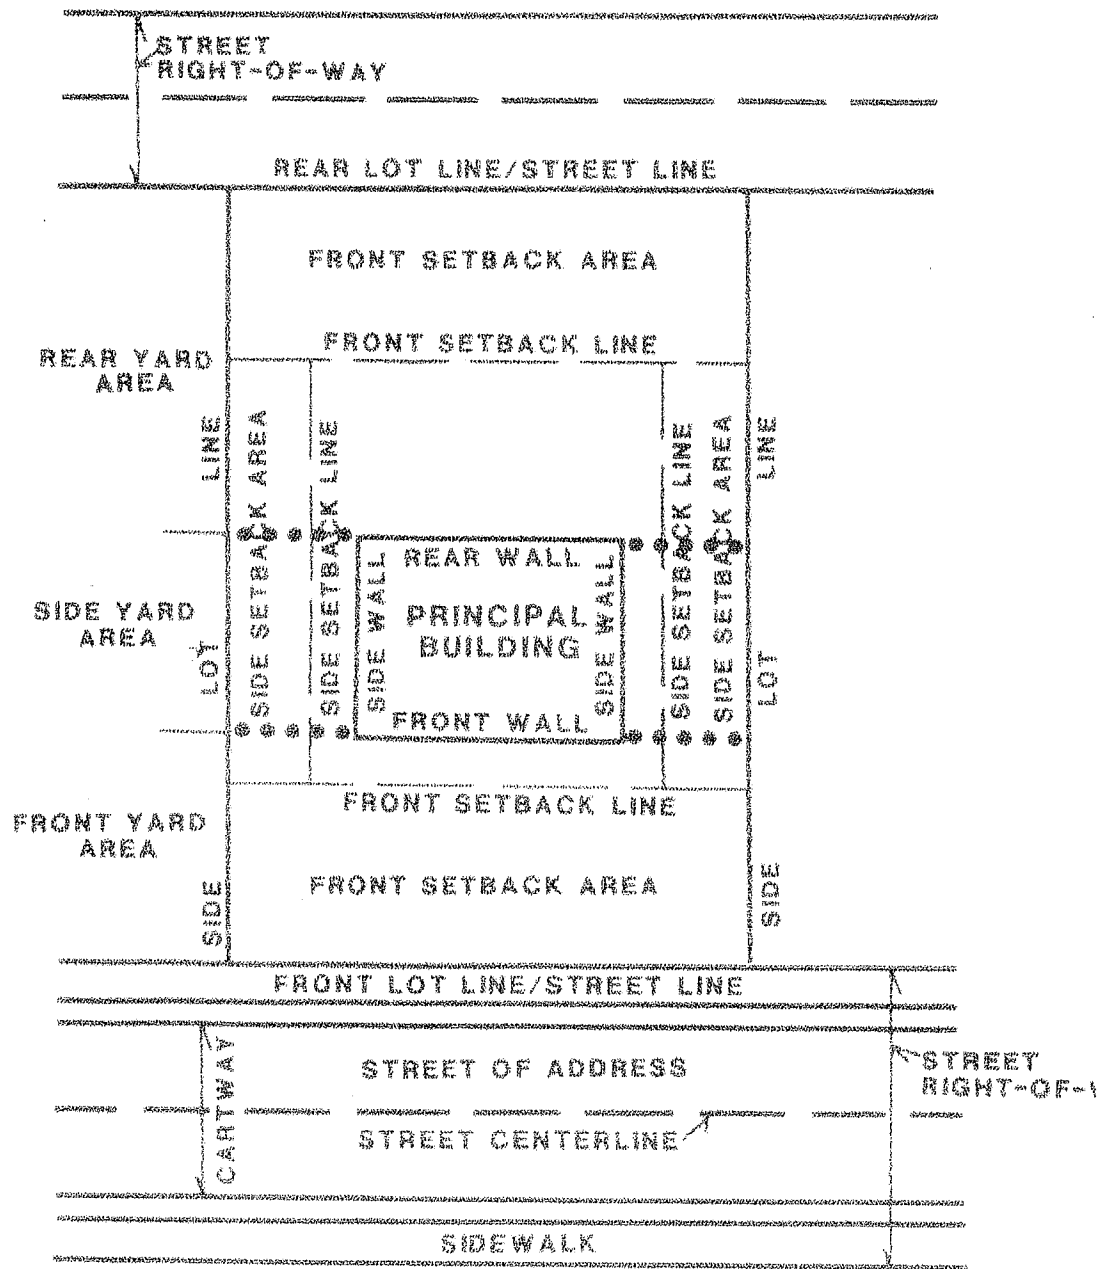 STREET
RIGHT-OF-WAY
REAR LOT LINE/STREET LINE
FRONT SETBACK AREA
FRONT SETBACK LINE
REAR YARD
AREA
SIDE LOT LINE
SIDE SETBACK AREA
SIDE SETBACK LINE
SIDE WALL
REAR WALL
PRINCIPAL
BUILDING
FRONT WALL
SIDE WALL
SIDE SETBACK LINE
SIDE SETBACK AREA
SIDE LOT LINE
SIDE YARD
AREA
FRONT SETBACK LINE
FRONT YARD
AREA
FRONT SETBACK AREA
FRONT LOT LINE/STREET LINE
CARTWAY
STREET OF ADDRESS
STREET
RIGHT-OF-
STREET CENTERLINE
SIDEWALK